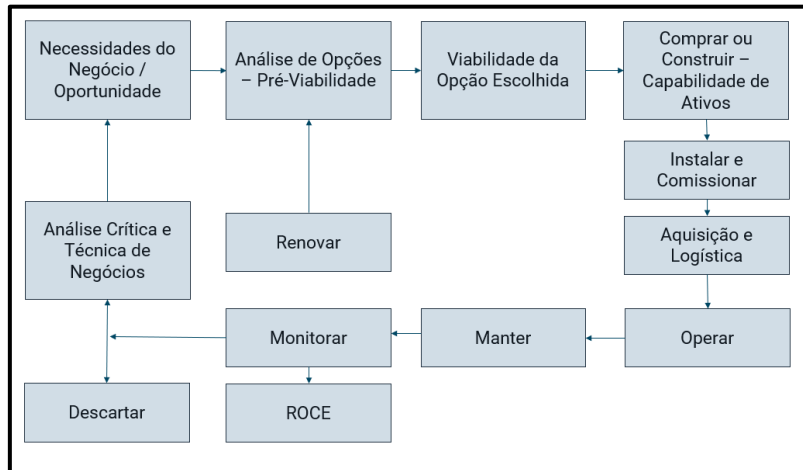 Necessidades do
Negócio /
Oportunidade
Análise de Opções
– Pré-Viabilidade
Viabilidade da
Opção Escolhida
Comprar ou
Construir –
Capabilidade de
Ativos
Instalar e
Comissionar
Análise Crítica e
Técnica de
Negócios
Renovar
Aquisição e
Logística
Monitorar
Manter
Operar
Descartar
ROCE